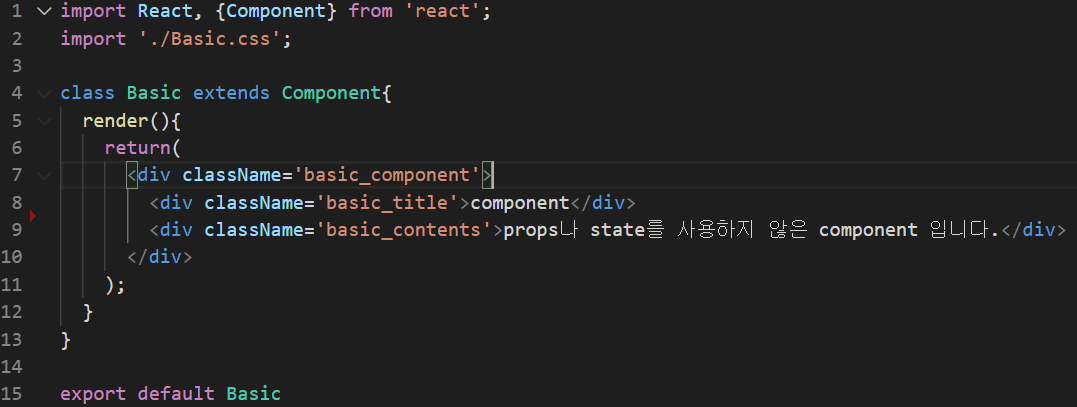 1 import React, {Component} from 'react';
2 import './Basic.css';
3
4 class Basic extends Component{
5 render(){
6 return(
7 <div className='basic_component'>
8 <div className='basic_title'>component</div>
9 <div className='basic_contents'>props나 state를 사용하지 않은 component 입니다.</div>
10 </div>
11 );
12 }
13 }
14
15 export default Basic